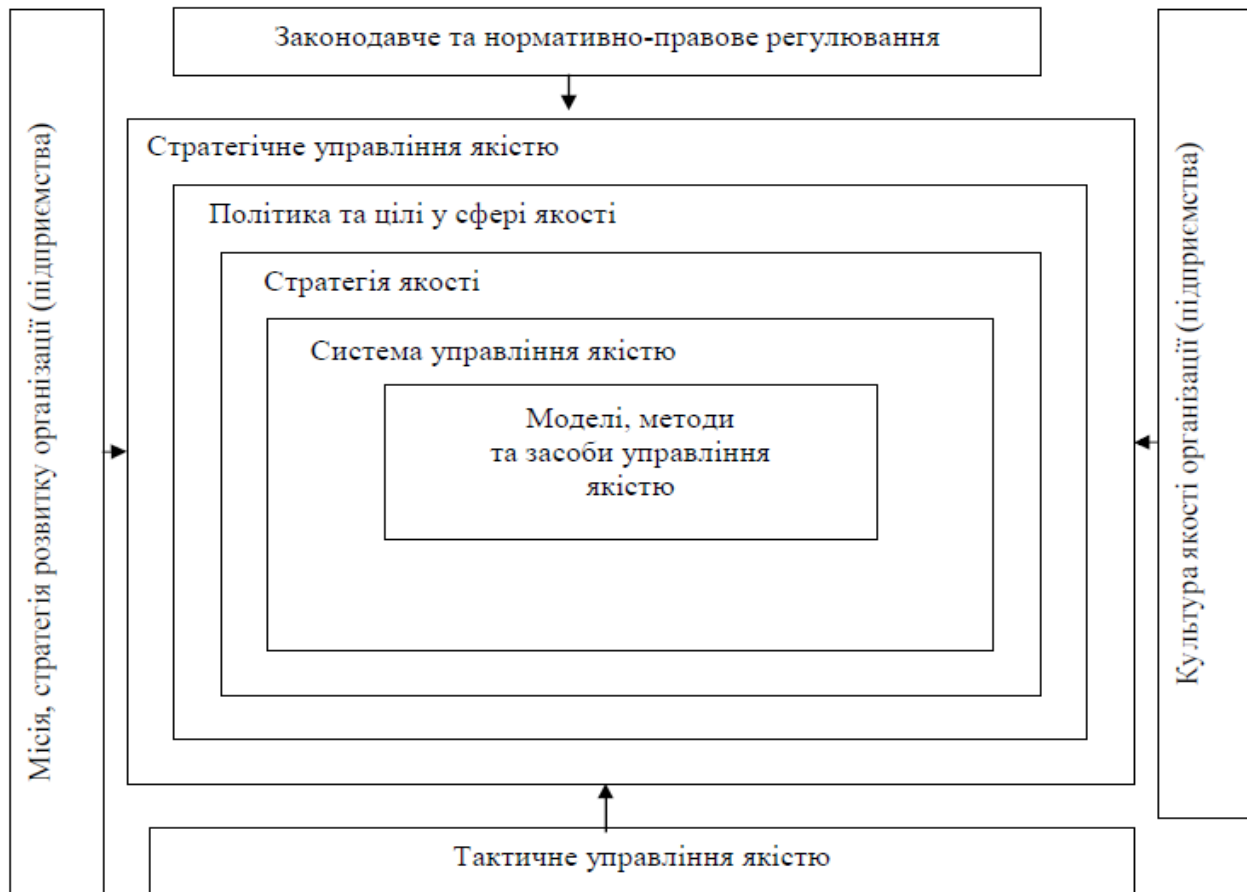 Законодавче та нормативно-правове регулювання
Місія, стратегія розвитку організації (підприємства)
Стратегічне управління якістю
Політика та цілі у сфері якості
Стратегія якості
Система управління якістю
Моделі, методи
та засоби управління
якістю
Культура якості організації (підприємства)
Тактичне управління якістю